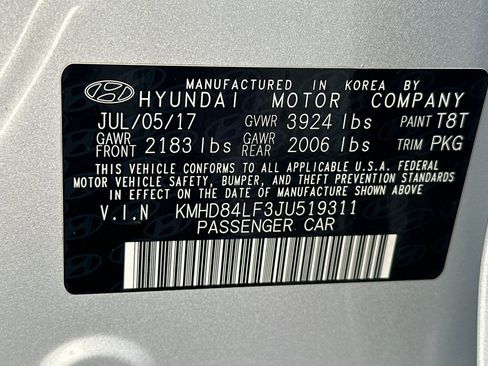 MANUFACTURED IN KOREA BY
HYUNDAI MOTOR COMPANY
JUL/05/17 GVWR 3924 lbs PAINT T8T
GAWR FRONT 2183 lbs GAWR REAR 2006 lbs TRIM PKG
THIS VEHICLE CONFORMS TO ALL APPLICABLE U.S.A. FEDERAL
MOTOR VEHICLE SAFETY, BUMPER, AND THEFT PREVENTION STANDARDS
IN EFFECT ON THE DATE OF MANUFACTURE SHOWN ABOVE.
V.I.N KMHD84LF3JU519311
PASSENGER CAR